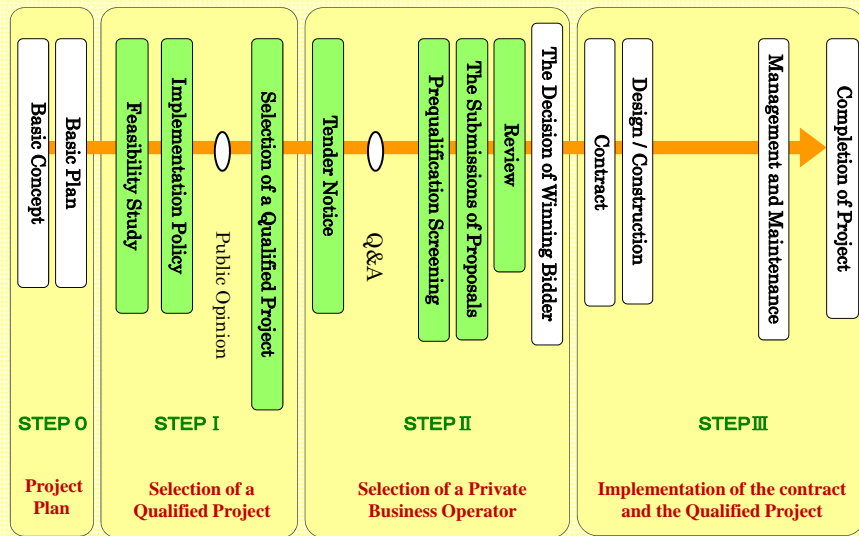 Basic Concept
Basic Plan
Feasibility Study
Implementation Policy
Public Opinion
Selection of a Qualified Project
Tender Notice
Q&A
Prequalification Screening
The Submissions of Proposals
Review
The Decision of Winning Bidder
Contract
Design / Construction
Management and Maintenance
Completion of Project
STEP 0
STEP Ⅰ
STEP Ⅱ
STEP Ⅲ
Project
Plan
Selection of a
Qualified Project
Selection of a Private
Business Operator
Implementation of the contract
and the Qualified Project